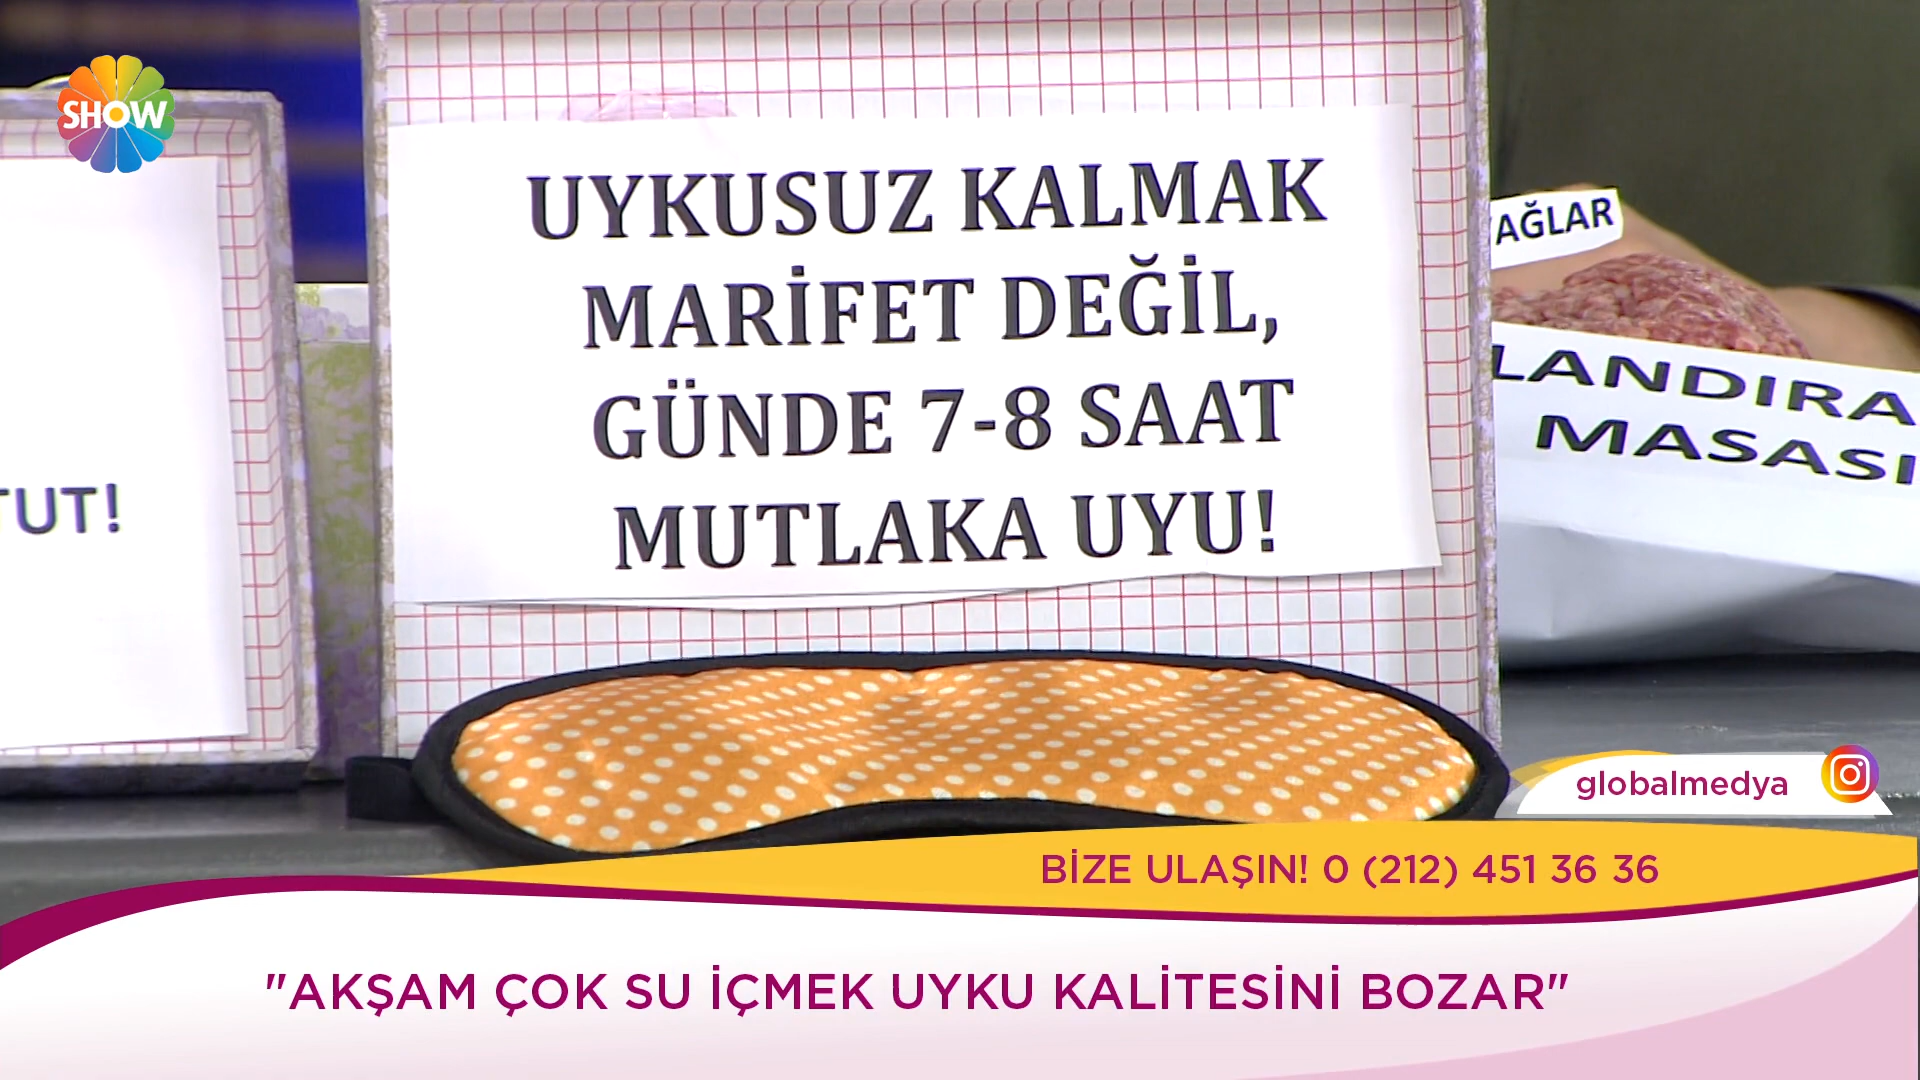 SHOW
UYKUSUZ KALMAK
MARİFET DEĞİL,
GÜNDE 7-8 SAAT
MUTLAKA UYU!
TUT!
AĞLAR
LANDIRA
MASASI
globalmedya
BİZE ULAŞIN! 0 (212) 451 36 36
"AKŞAM ÇOK SU İÇMEK UYKU KALİTESİNİ BOZAR"